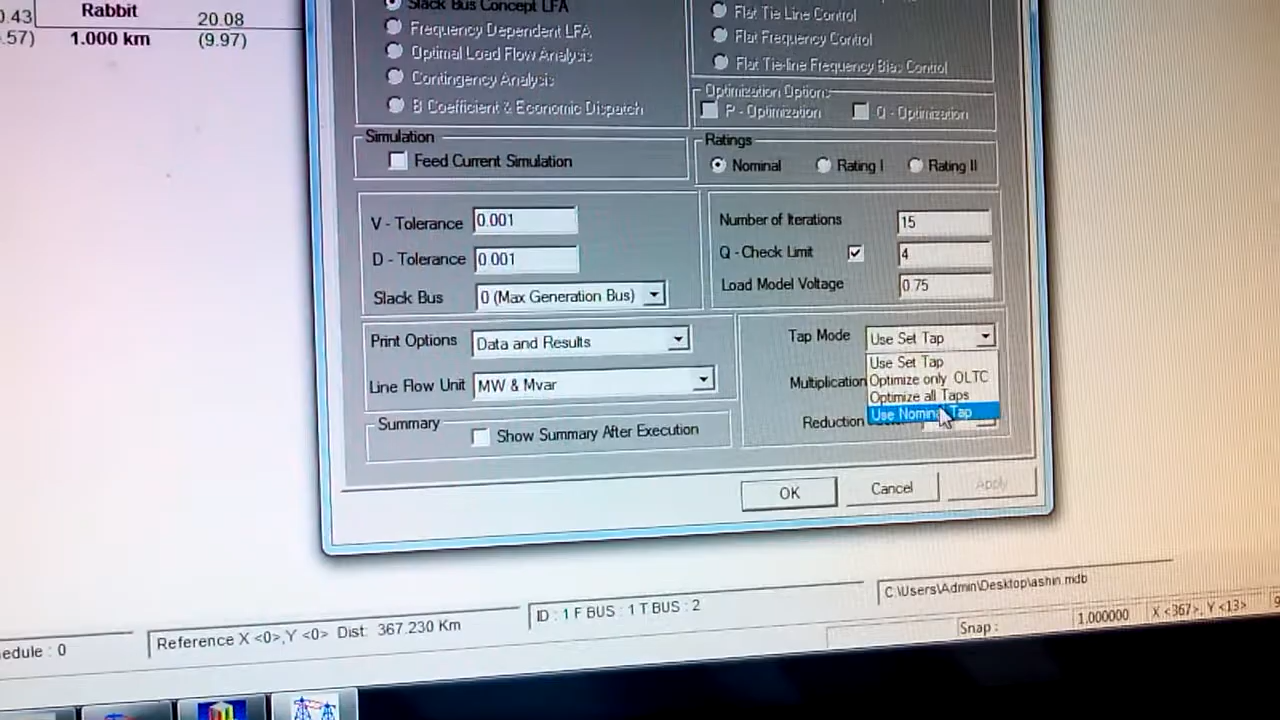 0.43
Rabbit
20.08
.57)
1.000 km
(9.97)
Slack Bus Concept LFA
Frequency Dependent LFA
Optimal Load Flow Analysis
Contingency Analysis
B Coefficient & Economic Dispatch
Flat Tie Line Control
Flat Frequency Control
Flat Tie-line Frequency Bias Control
Optimization Options
P - Optimization
Q - Optimization
Simulation
Feed Current Simulation
Ratings
Nominal
Rating I
Rating II
V - Tolerance
0.001
D - Tolerance
0.001
Slack Bus
0 (Max Generation Bus)
Number of Iterations
15
Q - Check Limit
4
Load Model Voltage
0.75
Print Options
Data and Results
Line Flow Unit
MW & Mvar
Summary
Show Summary After Execution
Tap Mode
Use Set Tap
Use Set Tap
Optimize only OLTC
Optimize all Taps
Use Nominal Tap
Multiplication
Reduction
OK
Cancel
Apply
edule : 0
Reference X <0>,Y <0> Dist: 367.230 Km
ID : 1 F BUS : 1 T BUS : 2
C:\Users\Admin\Desktop\ashin.mdb
Snap :
1.000000
X <367>, Y <13>